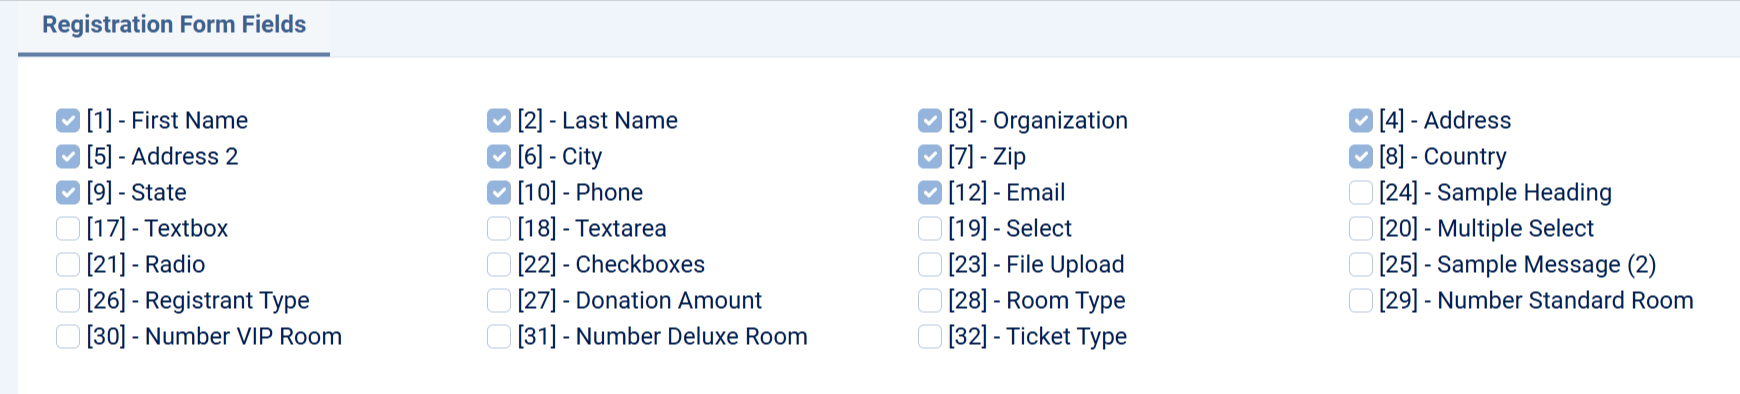 Registration Form Fields
[1] - First Name [2] - Last Name [3] - Organization [4] - Address
[5] - Address 2 [6] - City [7] - Zip [8] - Country
[9] - State [10] - Phone [12] - Email [24] - Sample Heading
[17] - Textbox [18] - Textarea [19] - Select [20] - Multiple Select
[21] - Radio [22] - Checkboxes [23] - File Upload [25] - Sample Message (2)
[26] - Registrant Type [27] - Donation Amount [28] - Room Type [29] - Number Standard Room
[30] - Number VIP Room [31] - Number Deluxe Room [32] - Ticket Type